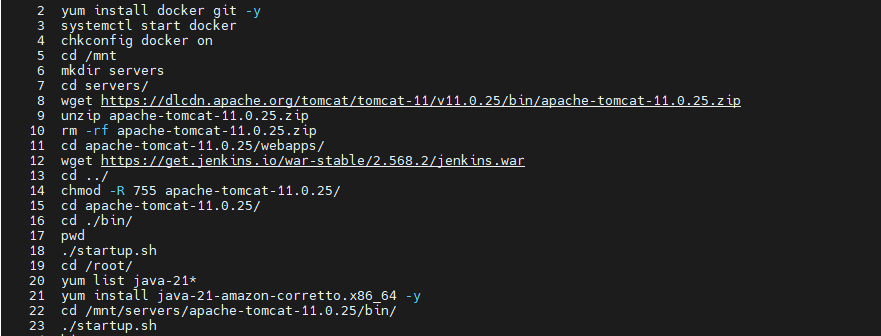 2 yum install docker git -y
3 systemctl start docker
4 chkconfig docker on
5 cd /mnt
6 mkdir servers
7 cd servers/
8 wget https://dlcdn.apache.org/tomcat/tomcat-11/v11.0.25/bin/apache-tomcat-11.0.25.zip
9 unzip apache-tomcat-11.0.25.zip
10 rm -rf apache-tomcat-11.0.25.zip
11 cd apache-tomcat-11.0.25/webapps/
12 wget https://get.jenkins.io/war-stable/2.568.2/jenkins.war
13 cd ../
14 chmod -R 755 apache-tomcat-11.0.25/
15 cd apache-tomcat-11.0.25/
16 cd ./bin/
17 pwd
18 ./startup.sh
19 cd /root/
20 yum list java-21*
21 yum install java-21-amazon-corretto.x86_64 -y
22 cd /mnt/servers/apache-tomcat-11.0.25/bin/
23 ./startup.sh